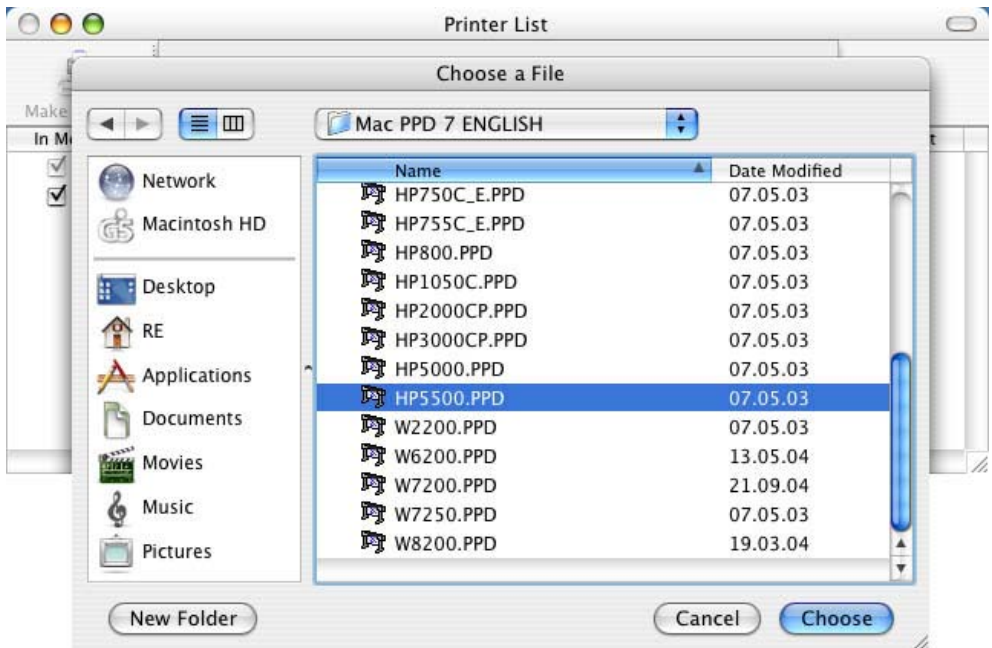 Printer List
Choose a File
Make
In Mo
t
Mac PPD 7 ENGLISH
Name Date Modified
Network
Macintosh HD
Desktop
RE
Applications
Documents
Movies
Music
Pictures
HP750C_E.PPD 07.05.03
HP755C_E.PPD 07.05.03
HP800.PPD 07.05.03
HP1050C.PPD 07.05.03
HP2000CP.PPD 07.05.03
HP3000CP.PPD 07.05.03
HP5000.PPD 07.05.03
HP5500.PPD 07.05.03
W2200.PPD 07.05.03
W6200.PPD 13.05.04
W7200.PPD 21.09.04
W7250.PPD 07.05.03
W8200.PPD 19.03.04
New Folder Cancel Choose